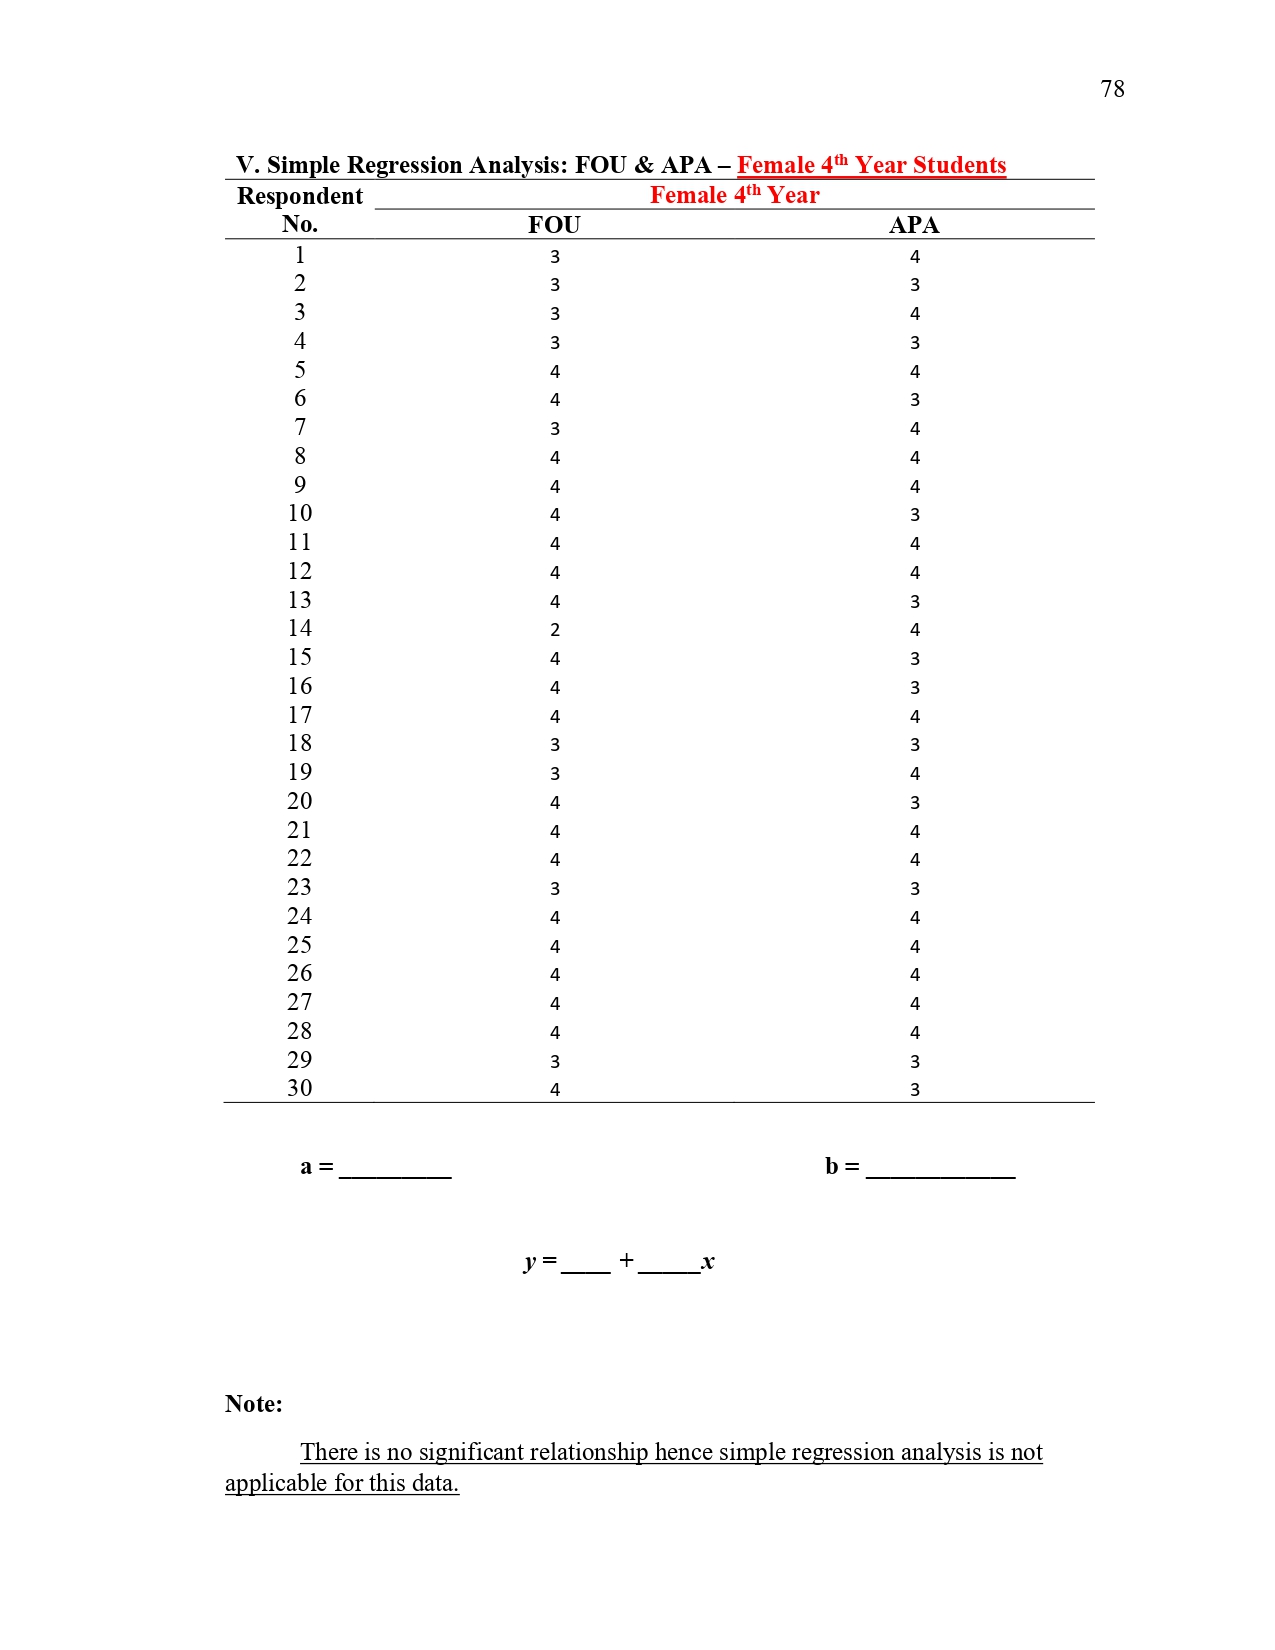 78
V. Simple Regression Analysis: FOU & APA – Female 4th Year Students
Respondent No. Female 4th Year
FOU APA
1 3 4
2 3 3
3 3 4
4 3 3
5 4 4
6 4 3
7 3 4
8 4 4
9 4 4
10 4 3
11 4 4
12 4 4
13 4 3
14 2 4
15 4 3
16 4 3
17 4 4
18 3 3
19 3 4
20 4 3
21 4 4
22 4 4
23 3 3
24 4 4
25 4 4
26 4 4
27 4 4
28 4 4
29 3 3
30 4 3
a = _________ b = ____________
y = ____ + _____x
Note:
There is no significant relationship hence simple regression analysis is not
applicable for this data.